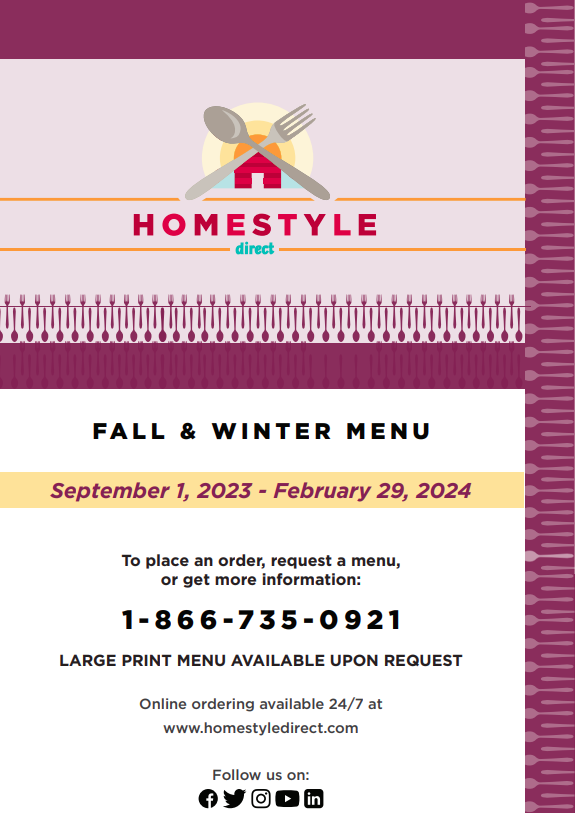 HOMESTYLE
direct
FALL & WINTER MENU
September 1, 2023 - February 29, 2024
To place an order, request a menu,
or get more information:
1-866-735-0921
LARGE PRINT MENU AVAILABLE UPON REQUEST
Online ordering available 24/7 at
www.homestyledirect.com
Follow us on: